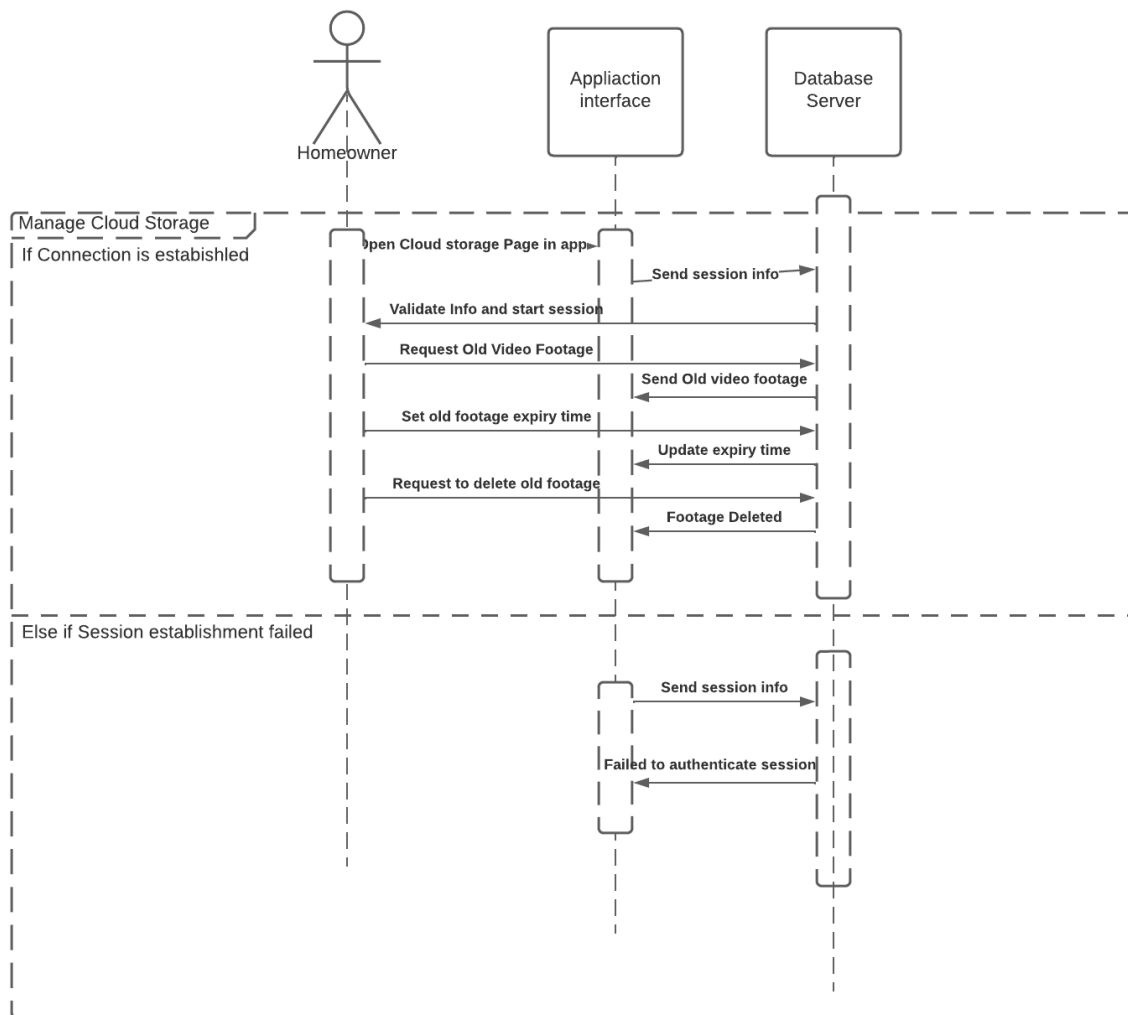 Homeowner
Appliaction
interface
Database
Server
Manage Cloud Storage
If Connection is estabishled
Open Cloud storage Page in app
Send session info
Validate Info and start session
Request Old Video Footage
Send Old video footage
Set old footage expiry time
Update expiry time
Request to delete old footage
Footage Deleted
Else if Session establishment failed
Send session info
Failed to authenticate session